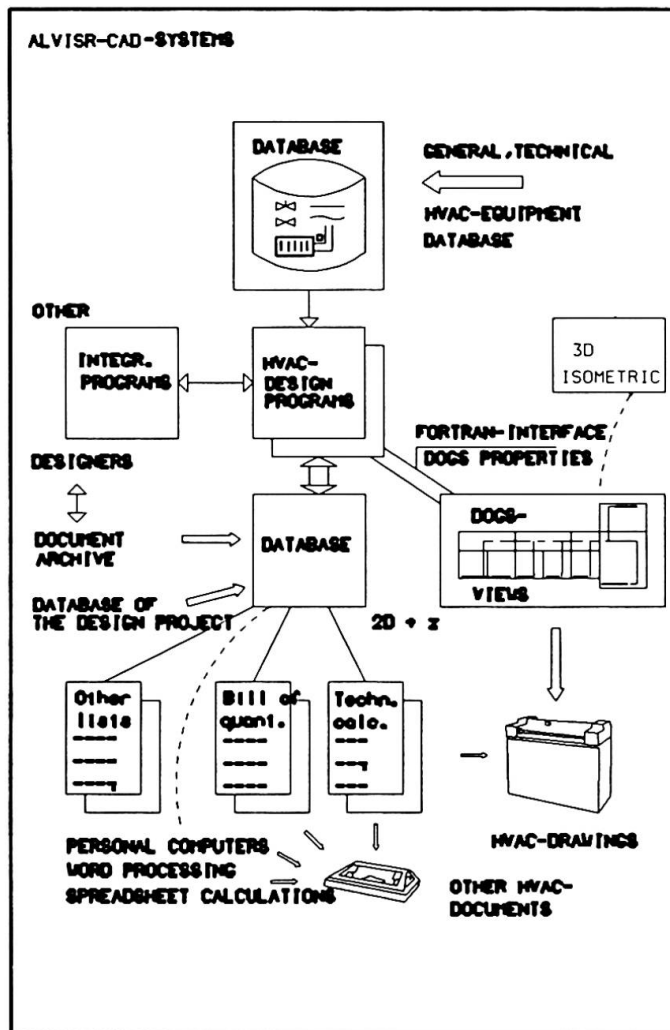 ALVISR-CAD-SYSTEMS
DATABASE
GENERAL, TECHNICAL
HVAC-EQUIPMENT
DATABASE
OTHER
INTEGR.
PROGRAMS
HVAC-
DESIGN
PROGRAMS
3D
ISOMETRIC
FORTRAN-INTERFACE
DOGS PROPERTIES
DESIGNERS
DOCUMENT
ARCHIVE
DATABASE
DOGS-
VIEWS
DATABASE OF
THE DESIGN PROJECT
2D + z
Other
lists
Bill of
quant.
Techn.
calc.
HVAC-DRAWINGS
PERSONAL COMPUTERS
WORD PROCESSING
SPREADSHEET CALCULATIONS
OTHER HVAC-
DOCUMENTS